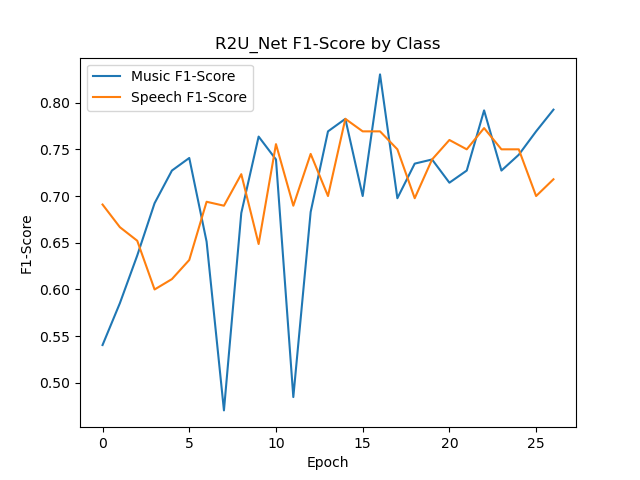 R2U_Net F1-Score by Class
Music F1-Score
Speech F1-Score
F1-Score
0.80
0.75
0.70
0.65
0.60
0.55
0.50
0 5 10 15 20 25
Epoch